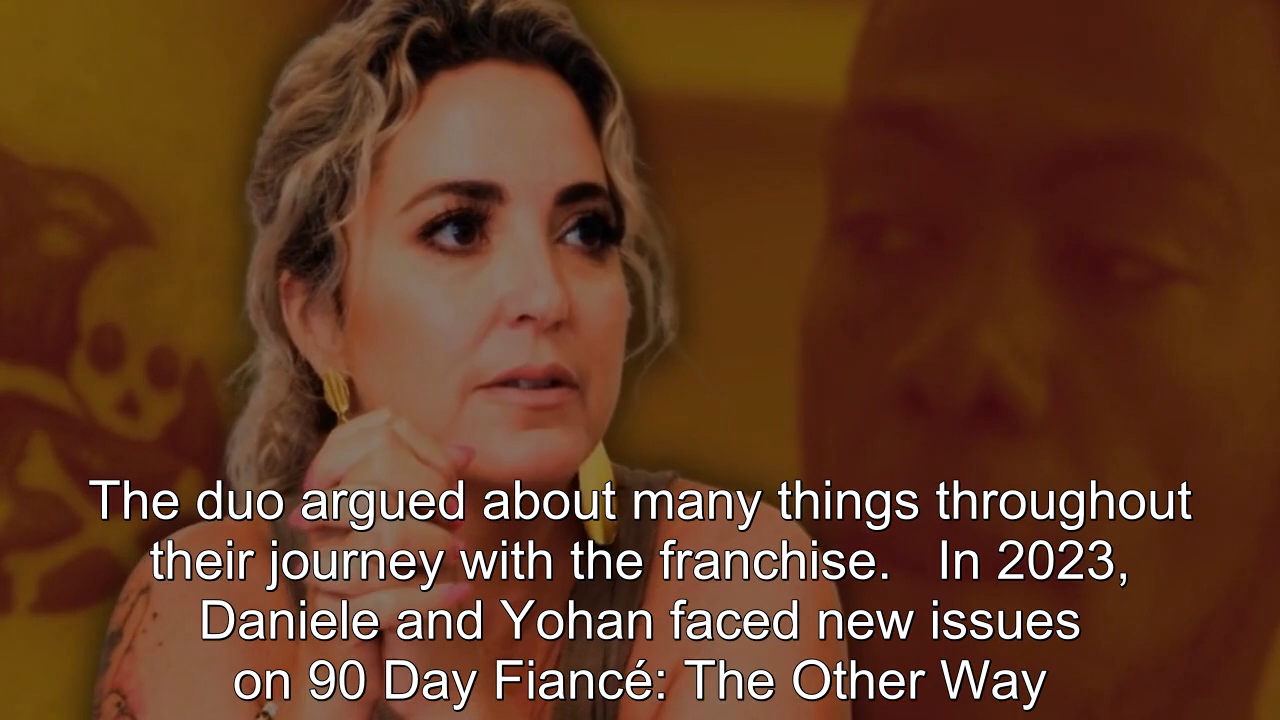 The duo argued about many things throughout
their journey with the franchise.   In 2023,
Daniele and Yohan faced new issues
on 90 Day Fiancé: The Other Way